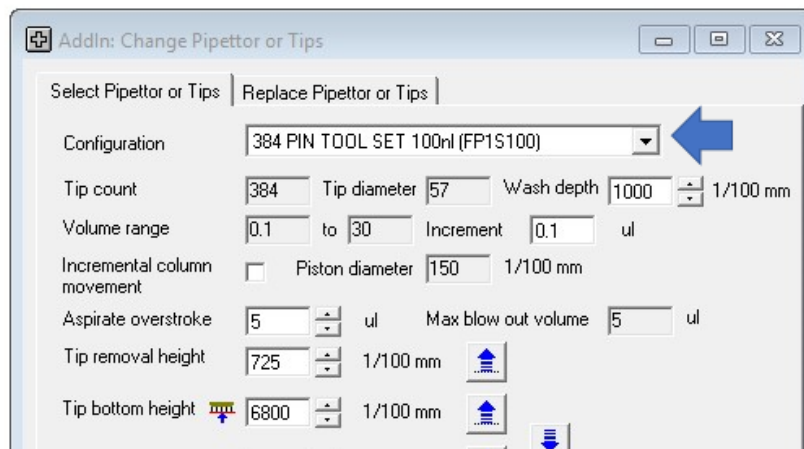 AddIn: Change Pipettor or Tips
Select Pipettor or Tips Replace Pipettor or Tips
Configuration 384 PIN TOOL SET 100nl (FP1S100)
Tip count 384 Tip diameter 57 Wash depth 1000 1/100 mm
Volume range 0.1 to 30 Increment 0.1 ul
Incremental column
movement Piston diameter 150 1/100 mm
Aspirate overstroke 5 ul Max blow out volume 5 ul
Tip removal height 725 1/100 mm
Tip bottom height 6800 1/100 mm